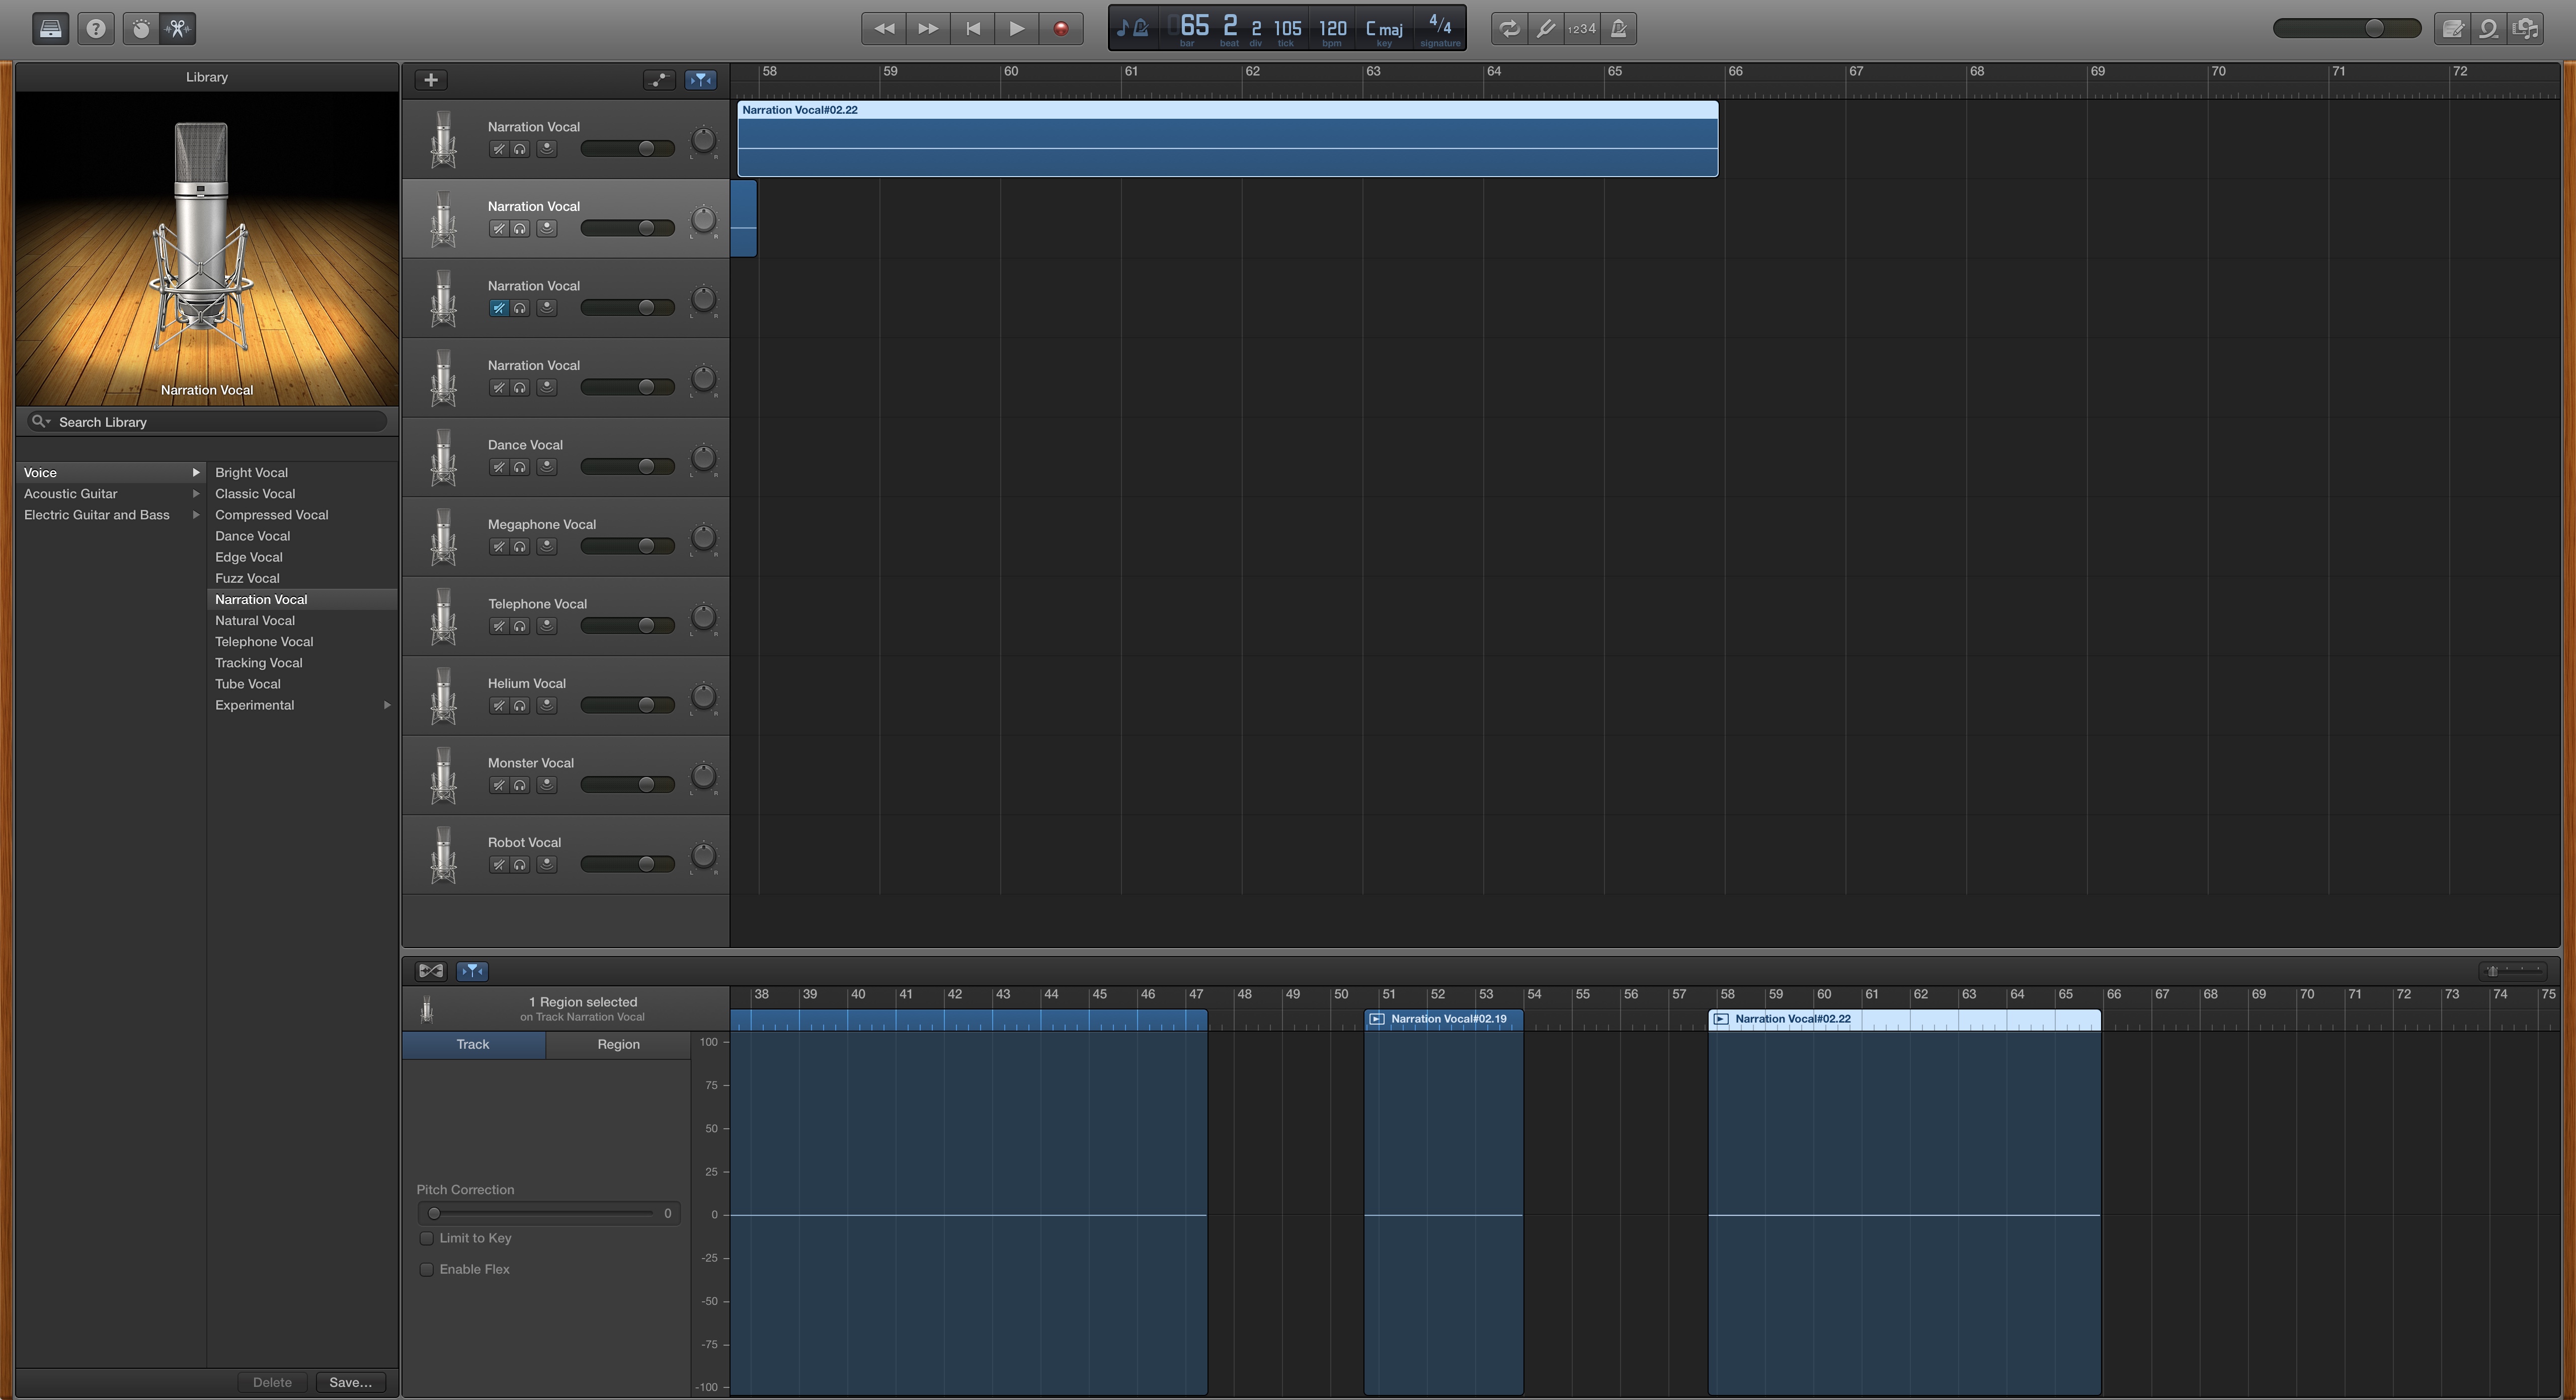 65 2 2 105 120 C maj 4/4
bar beat div tick bpm key signature
1234
Library
Narration Vocal
Search Library
Voice
Acoustic Guitar
Electric Guitar and Bass
Bright Vocal
Classic Vocal
Compressed Vocal
Dance Vocal
Edge Vocal
Fuzz Vocal
Narration Vocal
Natural Vocal
Telephone Vocal
Tracking Vocal
Tube Vocal
Experimental
Delete Save...
58 59 60 61 62 63 64 65 66 67 68 69 70 71 72
Narration Vocal#02.22
Narration Vocal
L R
Narration Vocal
L R
Narration Vocal
L R
Narration Vocal
L R
Dance Vocal
L R
Megaphone Vocal
L R
Telephone Vocal
L R
Helium Vocal
L R
Monster Vocal
L R
Robot Vocal
L R
1 Region selected
on Track Narration Vocal
Track Region
Pitch Correction
0
Limit to Key
Enable Flex
38 39 40 41 42 43 44 45 46 47 48 49 50 51 52 53 54 55 56 57 58 59 60 61 62 63 64 65 66 67 68 69 70 71 72 73 74 75
Narration Vocal#02.19 Narration Vocal#02.22
100
75
50
25
0
-25
-50
-75
-100